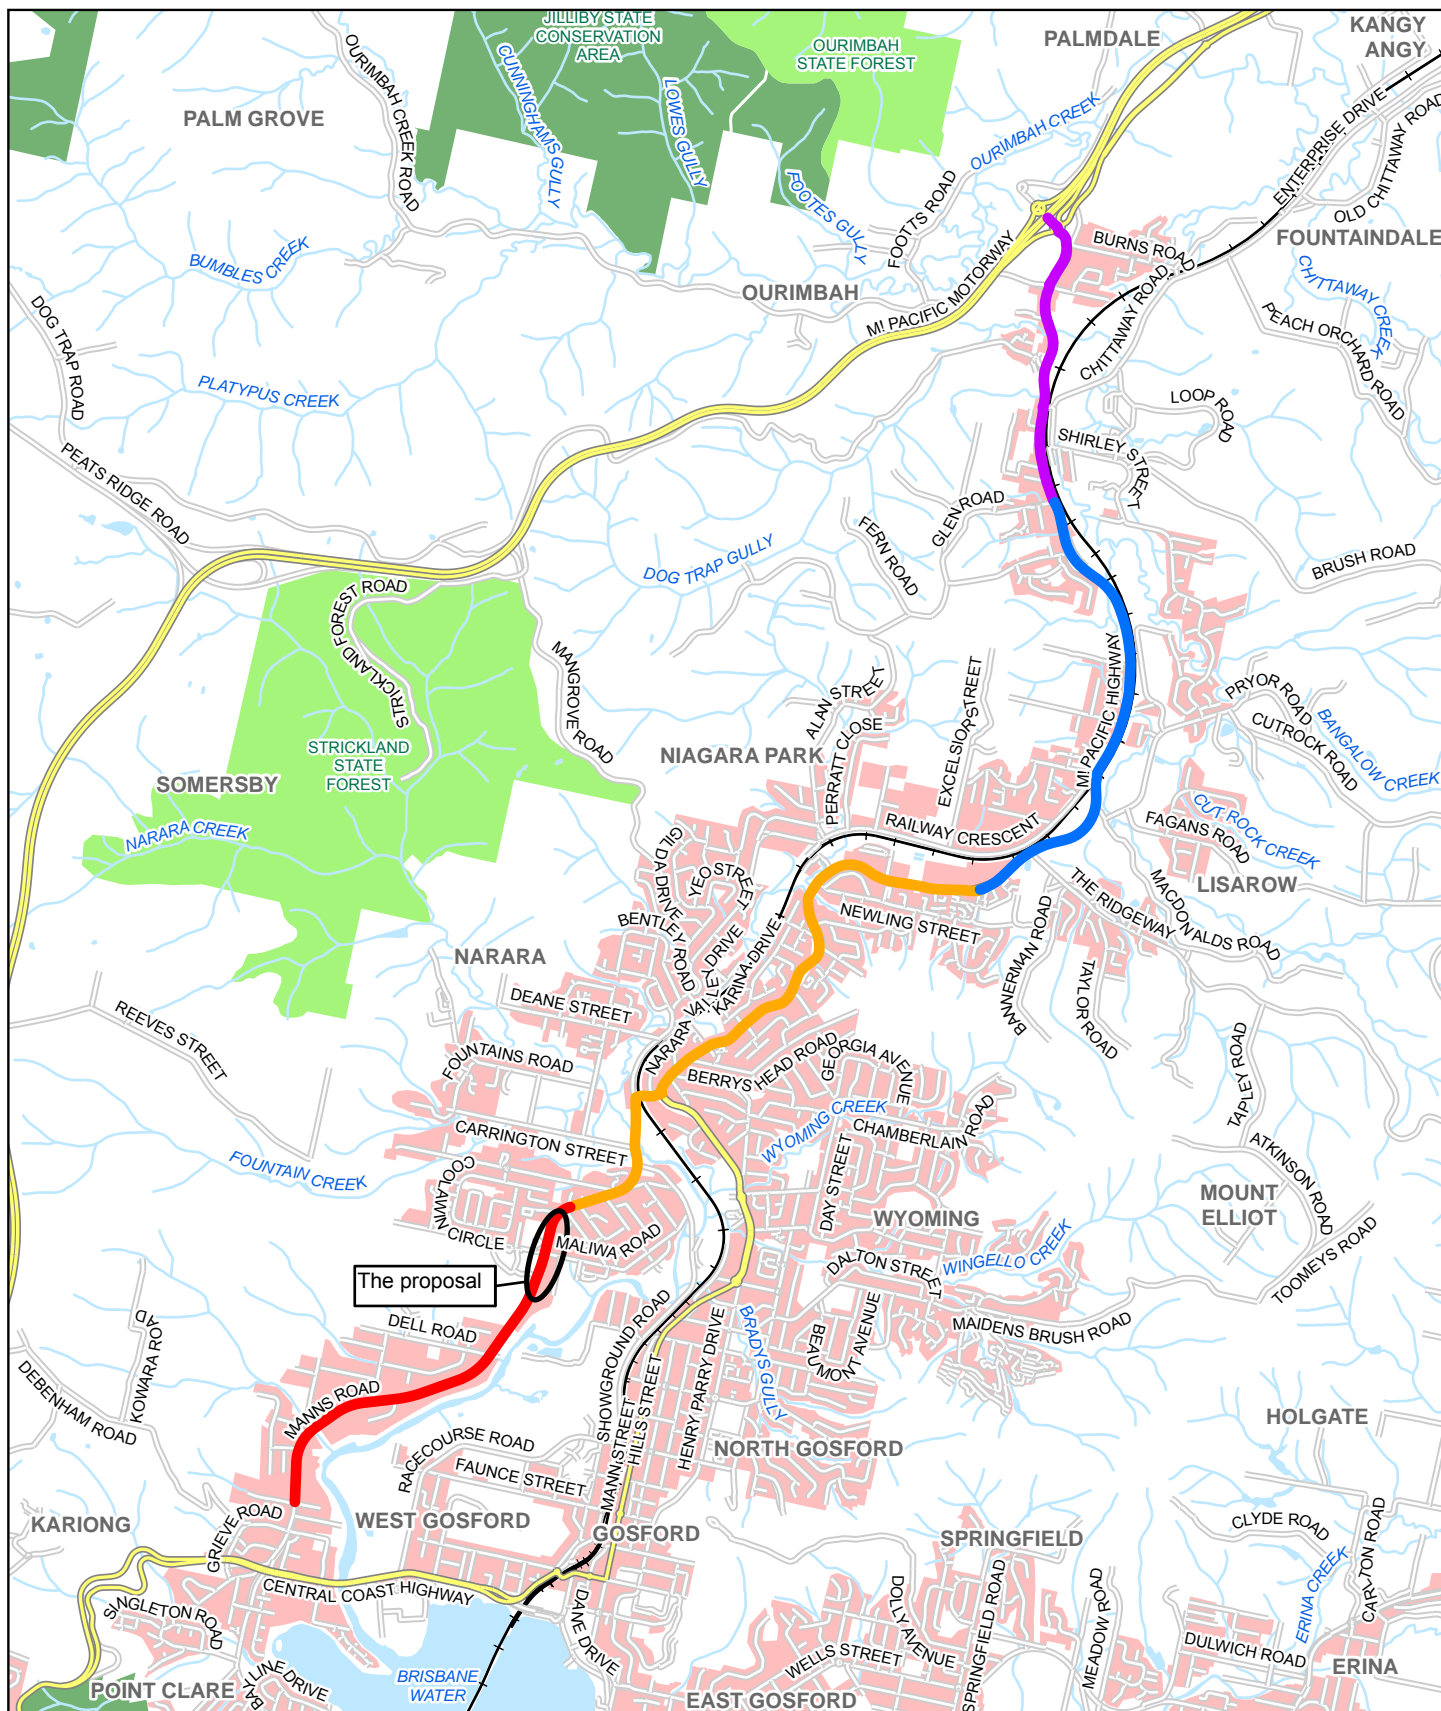 JILLIBY STATE
CONSERVATION
AREA
OURIMBAH
STATE FOREST
PALMDALE
KANGY
ANGY
OURIMBAH CREEK ROAD
CUNNINGHAMS GULLY
LOWES GULLY
PALM GROVE
OURIMBAH CREEK
ENTERPRISE DRIVE
OLD CHITTAWAY ROAD
FOOTES GULLY
FOOTTS ROAD
BURNS ROAD
FOUNTAINDALE
BUMBLES CREEK
CHITTAWAY CREEK
OURIMBAH
M! PACIFIC MOTORWAY
CHITTAWAY ROAD
PEACH ORCHARD ROAD
DOG TRAP ROAD
PLATYPUS CREEK
LOOP ROAD
SHIRLEY STREET
PEATS RIDGE ROAD
GLEN ROAD
FERN ROAD
DOG TRAP GULLY
BRUSH ROAD
STRICKLAND FOREST ROAD
MANGROVE ROAD
M! PACIFIC HIGHWAY
ALAN STREET
EXCELSIOR STREET
PRYOR ROAD
CUTROCK ROAD
BANGALOW CREEK
STRICKLAND
STATE
FOREST
NIAGARA PARK
PERRATT CLOSE
SOMERSBY
NARARA CREEK
RAILWAY CRESCENT
CUT ROCK CREEK
FAGANS ROAD
GILDA DRIVE
YEO STREET
LISAROW
THE RIDGEWAY
MACDONALDS ROAD
BENTLEY ROAD
NEWLING STREET
BANNERMAN ROAD
TAYLOR ROAD
NARARA
NARARA VALLEY DRIVE
KARINA DRIVE
DEANE STREET
REEVES STREET
FOUNTAINS ROAD
BERRYS HEAD ROAD
GEORGIA AVENUE
TAPLEY ROAD
WYOMING CREEK
CHAMBERLAIN ROAD
CARRINGTON STREET
ATKINSON ROAD
FOUNTAIN CREEK
COOLAWIN CIRCLE
DAY STREET
MOUNT
ELLIOT
WYOMING
MALIWA ROAD
WINGELLO CREEK
TOOMEYS ROAD
The proposal
DALTON STREET
KOWARA ROAD
DELL ROAD
SHOWGROUND ROAD
HENRY PARRY DRIVE
BRADYS GULLY
BEAUMONT AVENUE
MAIDENS BRUSH ROAD
DEBENHAM ROAD
MANNS ROAD
MANN STREET
HILLS STREET
HOLGATE
RACECOURSE ROAD
FAUNCE STREET
NORTH GOSFORD
KARIONG
GRIEVE ROAD
WEST GOSFORD
GOSFORD
SPRINGFIELD
CLYDE ROAD
CARLTON ROAD
ERINA CREEK
CENTRAL COAST HIGHWAY
SINGLETON ROAD
DANE DRIVE
DOLLY AVENUE
SPRINGFIELD ROAD
MEADOW ROAD
DULWICH ROAD
WELLS STREET
ERINA
POINT CLARE
BRISBANE
WATER
EAST GOSFORD